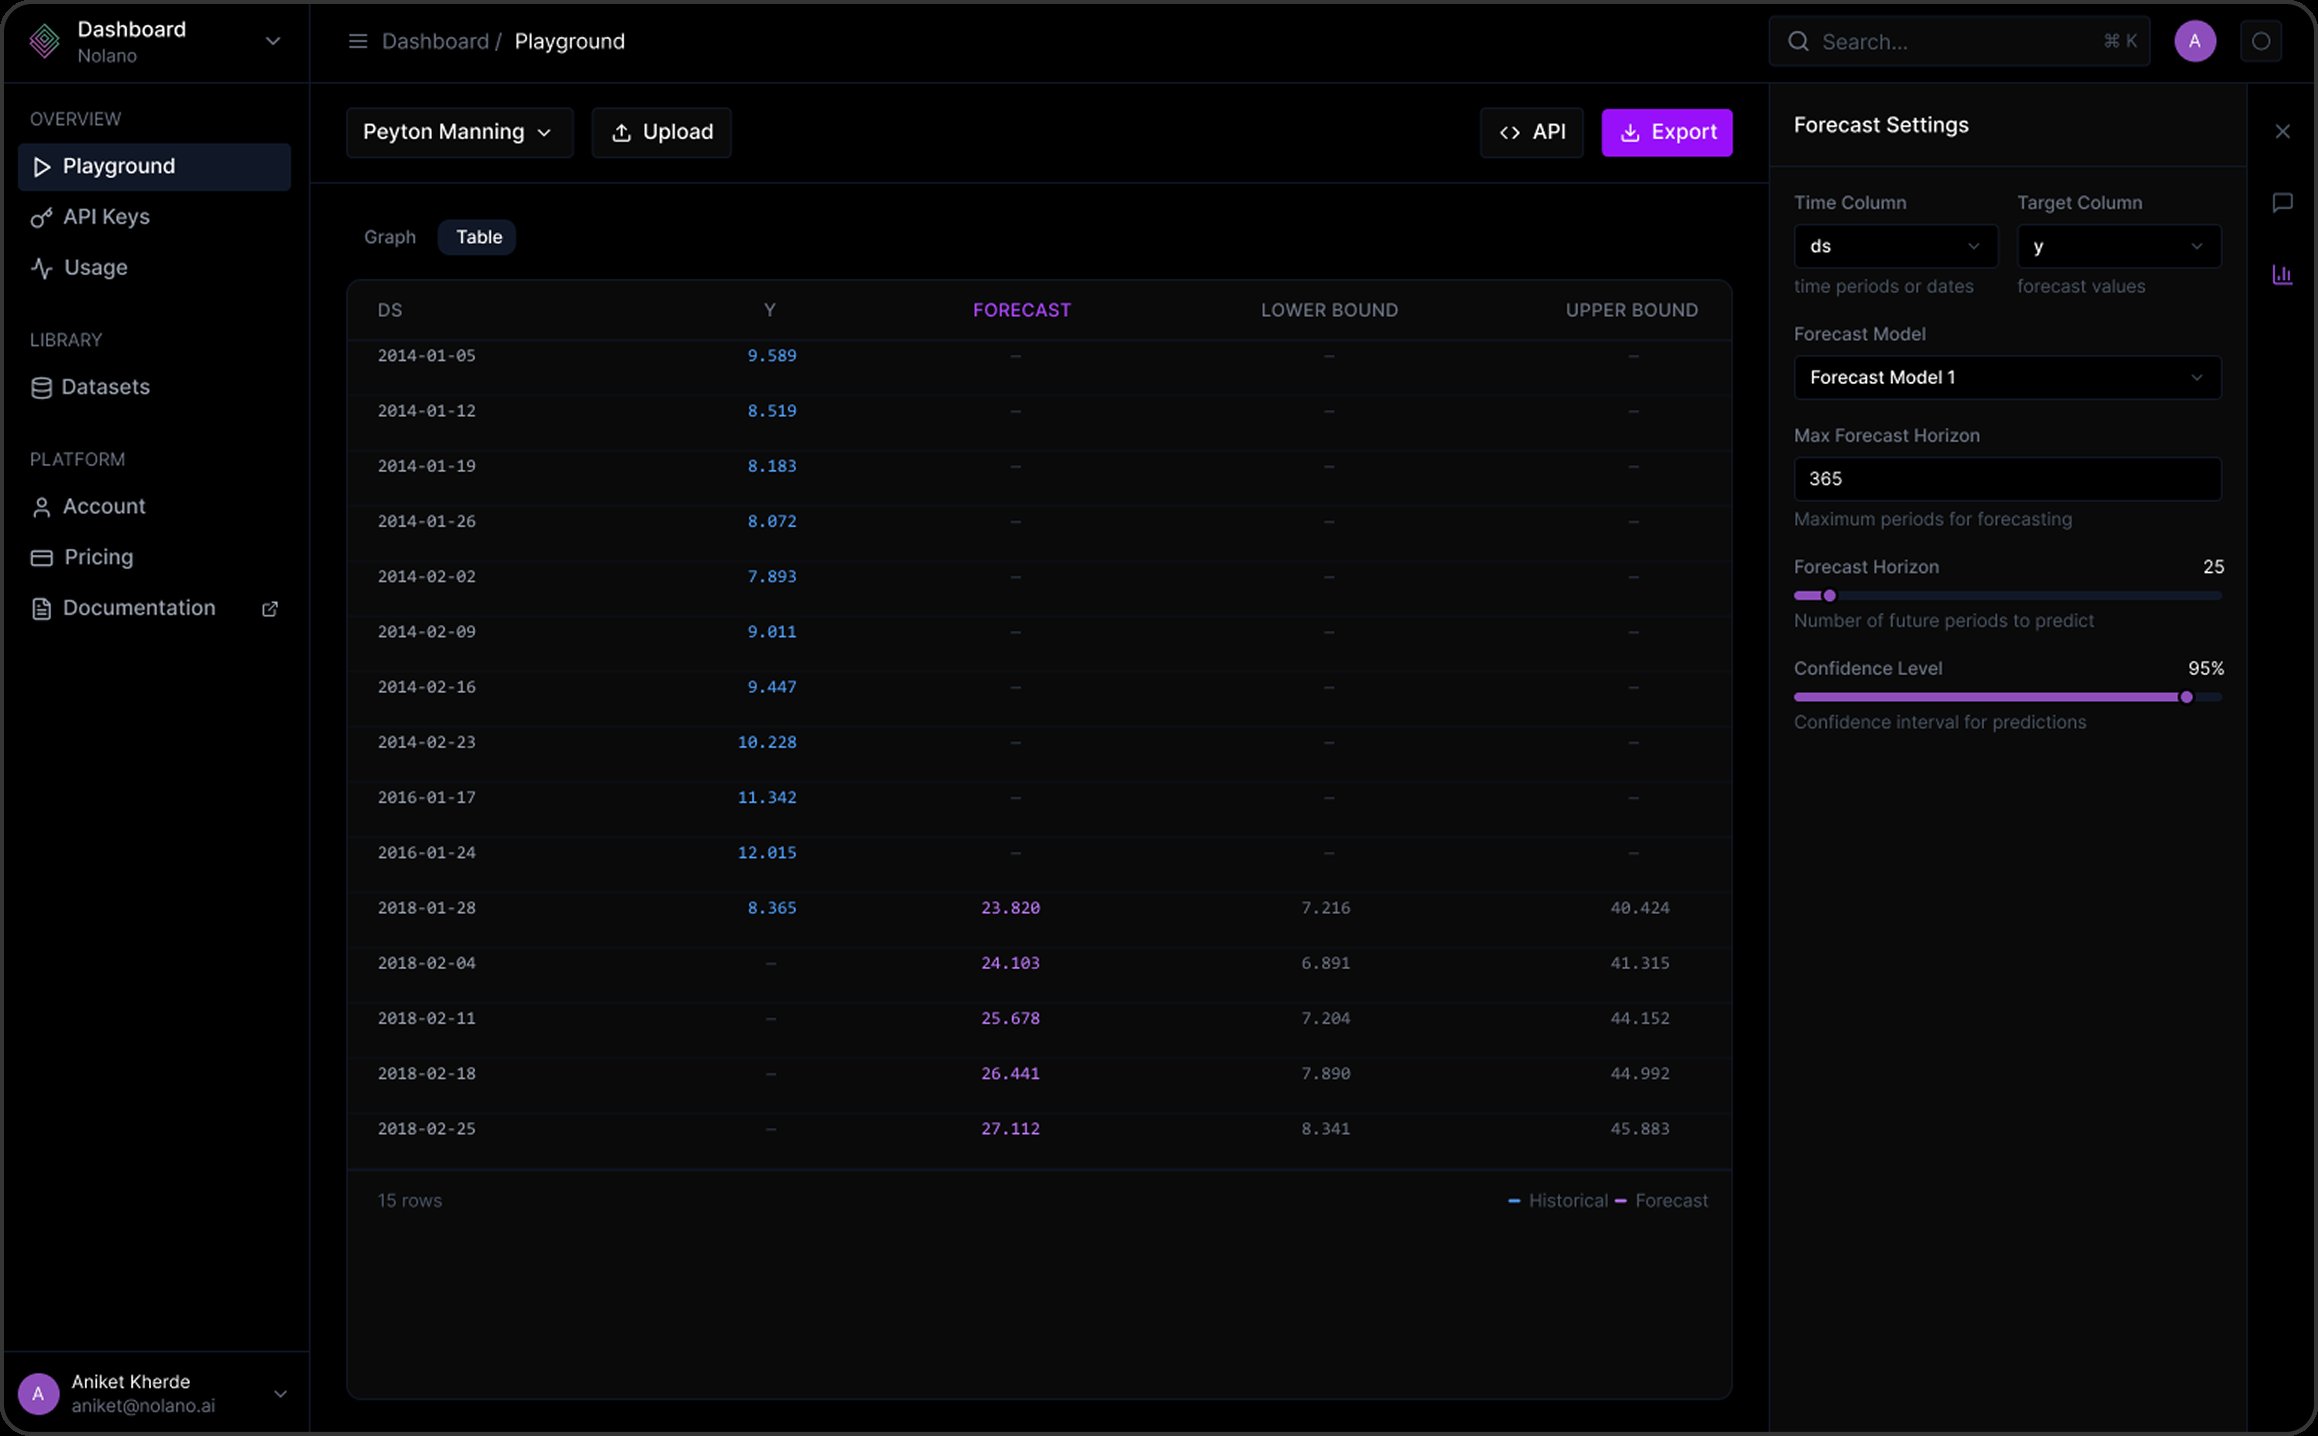 Dashboard
Nolano
Dashboard / Playground
Search... ⌘ K
A
OVERVIEW
Playground
API Keys
Usage
LIBRARY
Datasets
PLATFORM
Account
Pricing
Documentation
A
Aniket Kherde
aniket@nolano.ai
Peyton Manning
Upload
<> API
Export
Graph Table
DS Y FORECAST LOWER BOUND UPPER BOUND
2014-01-05 9.589 — — —
2014-01-12 8.519 — — —
2014-01-19 8.183 — — —
2014-01-26 8.072 — — —
2014-02-02 7.893 — — —
2014-02-09 9.011 — — —
2014-02-16 9.447 — — —
2014-02-23 10.228 — — —
2016-01-17 11.342 — — —
2016-01-24 12.015 — — —
2018-01-28 8.365 23.820 7.216 40.424
2018-02-04 — 24.103 6.891 41.315
2018-02-11 — 25.678 7.204 44.152
2018-02-18 — 26.441 7.890 44.992
2018-02-25 — 27.112 8.341 45.883
15 rows
Historical Forecast
Forecast Settings
Time Column Target Column
ds y
time periods or dates forecast values
Forecast Model
Forecast Model 1
Max Forecast Horizon
365
Maximum periods for forecasting
Forecast Horizon 25
Number of future periods to predict
Confidence Level 95%
Confidence interval for predictions